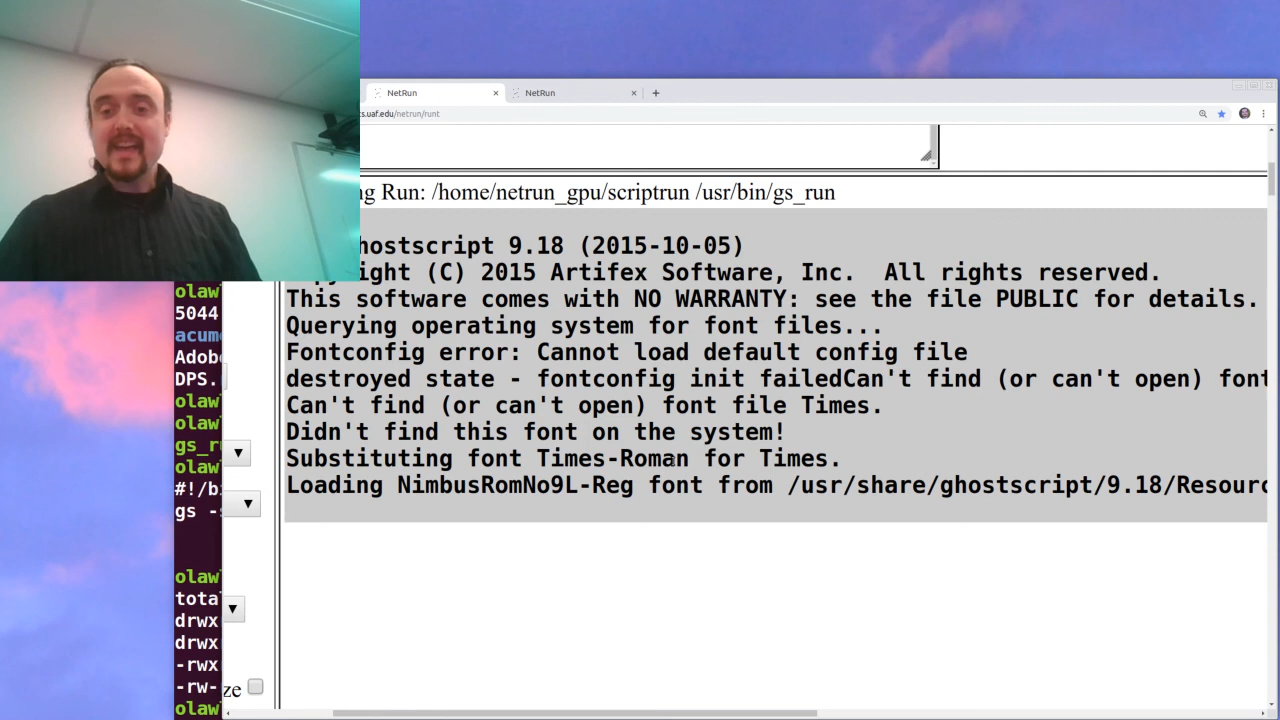 NetRun
NetRun
s.uaf.edu/netrun/runt
ng Run: /home/netrun_gpu/scriptrun /usr/bin/gs_run
hostscript 9.18 (2015-10-05)
ight (C) 2015 Artifex Software, Inc. All rights reserved.
This software comes with NO WARRANTY: see the file PUBLIC for details.
Querying operating system for font files...
Fontconfig error: Cannot load default config file
destroyed state - fontconfig init failedCan't find (or can't open) font
Can't find (or can't open) font file Times.
Didn't find this font on the system!
Substituting font Times-Roman for Times.
Loading NimbusRomNo9L-Reg font from /usr/share/ghostscript/9.18/Resourc
olaw
5044
acum
Adob
DPS.
olaw
olaw
gs_r
olaw
#!/b
gs -
olaw
tota
drwx
drwx
-rwx
-rw-
ze
olaw